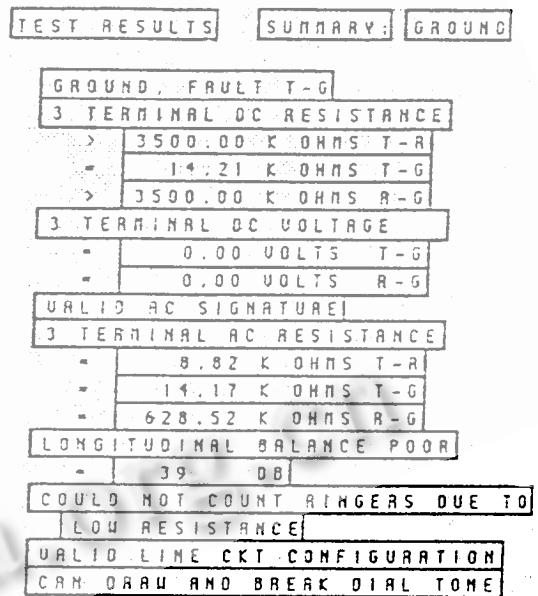 TEST RESULTS SUMMARY: GROUND
GROUND, FAULT T-G
3 TERMINAL DC RESISTANCE
> 3500.00 K OHMS T-R
= 14.21 K OHMS T-G
> 3500.00 K OHMS R-G
3 TERMINAL DC VOLTAGE
= 0.00 VOLTS T-G
= 0.00 VOLTS R-G
VALID AC SIGNATURE
3 TERMINAL AC RESISTANCE
= 8.82 K OHMS T-R
= 14.17 K OHMS T-G
= 628.52 K OHMS R-G
LONGITUDINAL BALANCE POOR
= 39 DB
COULD NOT COUNT RINGERS DUE TO
LOW RESISTANCE
VALID LINE CKT CONFIGURATION
CAN DRAW AND BREAK DIAL TONE